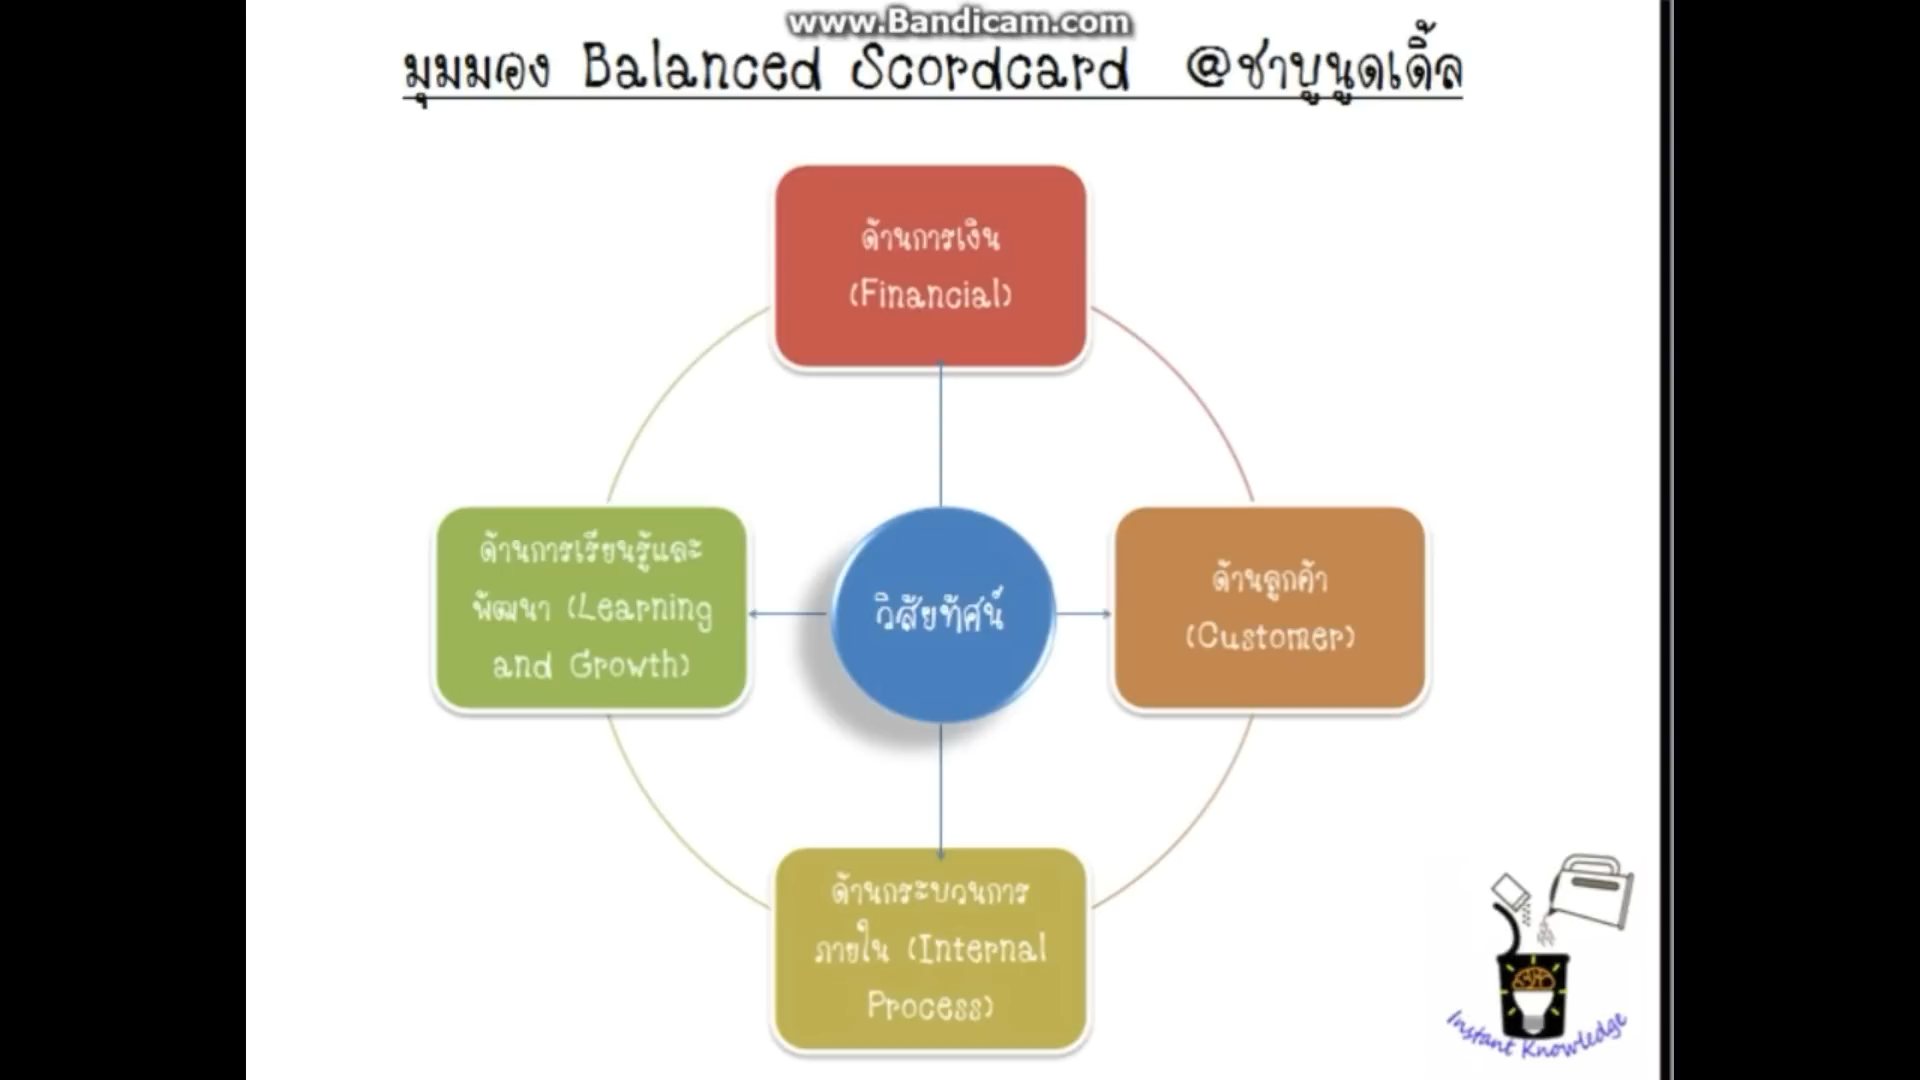 www.Bandicam.com
มุมมอง Balanced Scordcard @ชาบูนูดเดิ้ล
ด้านการเงิน
(Financial)
ด้านการเรียนรู้และ
พัฒนา (Learning
and Growth)
วิสัยทัศน์
ด้านลูกค้า
(Customer)
ด้านกระบวนการ
ภายใน (Internal
Process)
Instant Knowledge